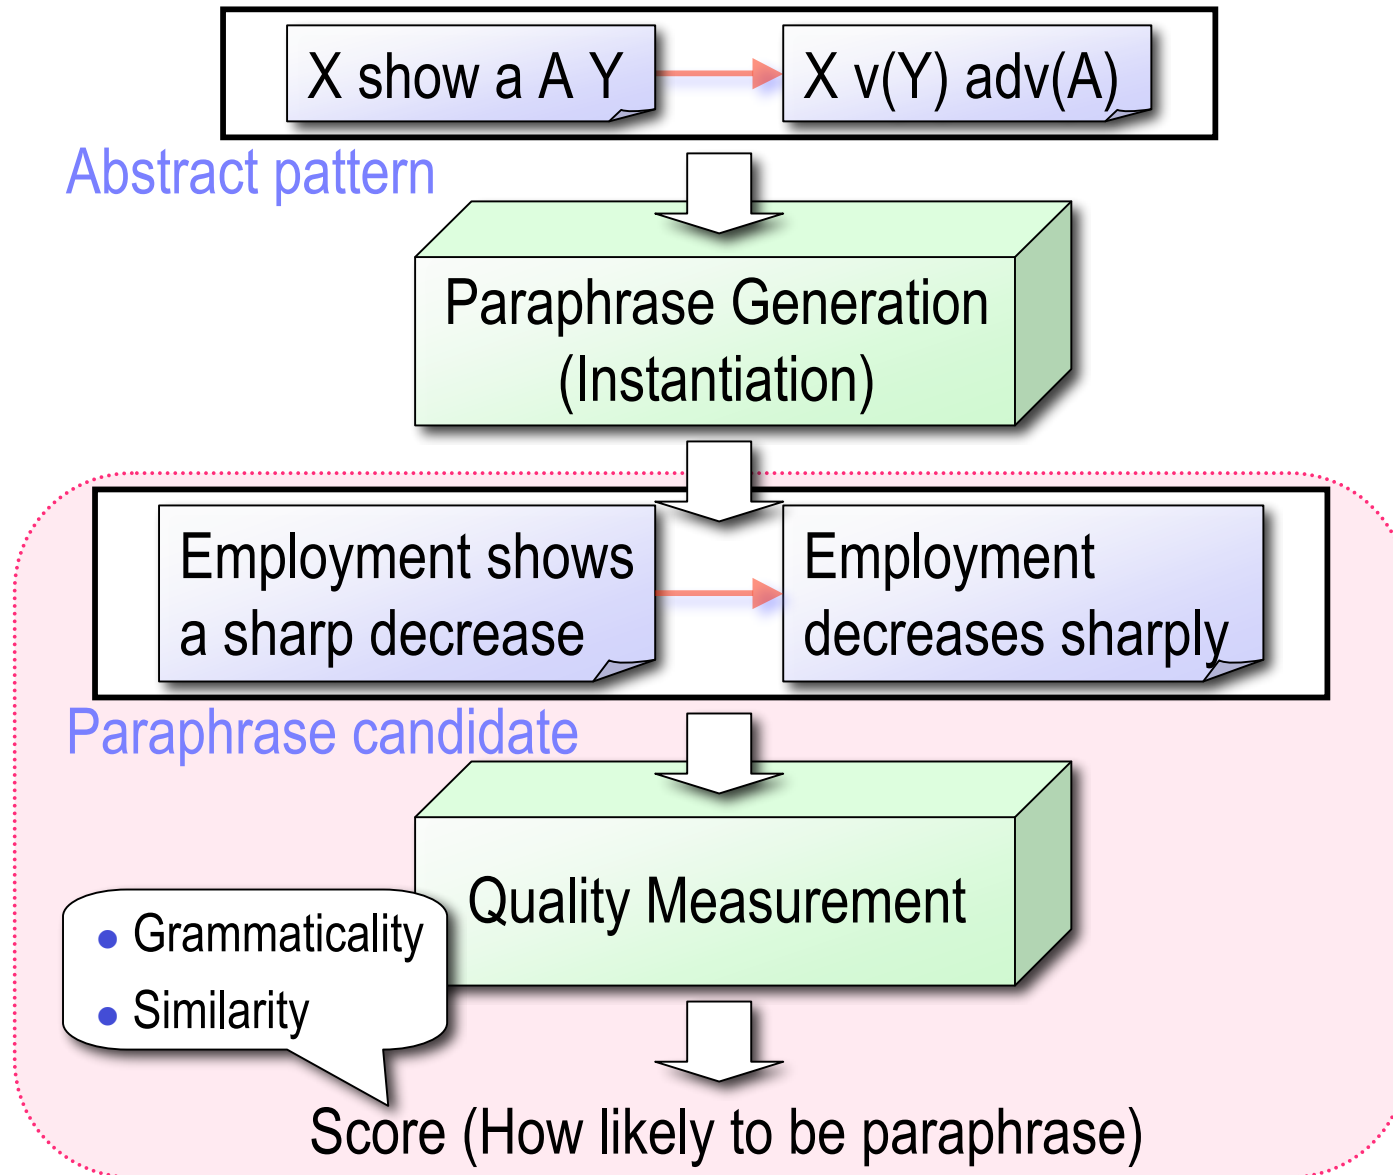 X show a A Y
X v(Y) adv(A)
Abstract pattern
Paraphrase Generation
(Instantiation)
Employment shows
a sharp decrease
Employment
decreases sharply
Paraphrase candidate
Quality Measurement
• Grammaticality
• Similarity
Score (How likely to be paraphrase)